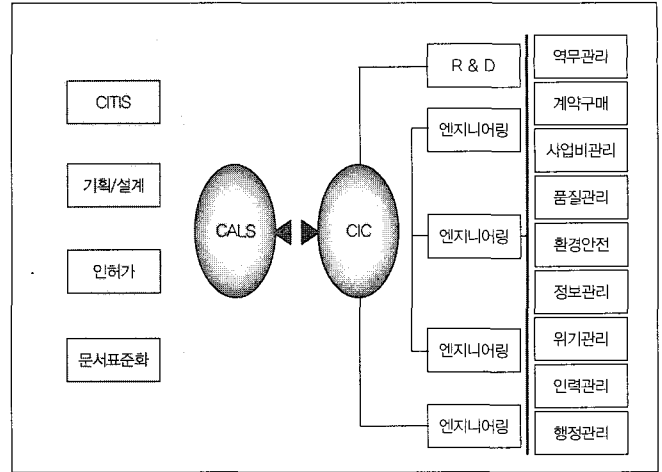 CITIS
기획/설계
인허가
문서표준화
CALS
CIC
R & D
엔지니어링
엔지니어링
엔지니어링
엔지니어링
역무관리
계약구매
사업비관리
품질관리
환경안전
정보관리
위기관리
인력관리
행정관리